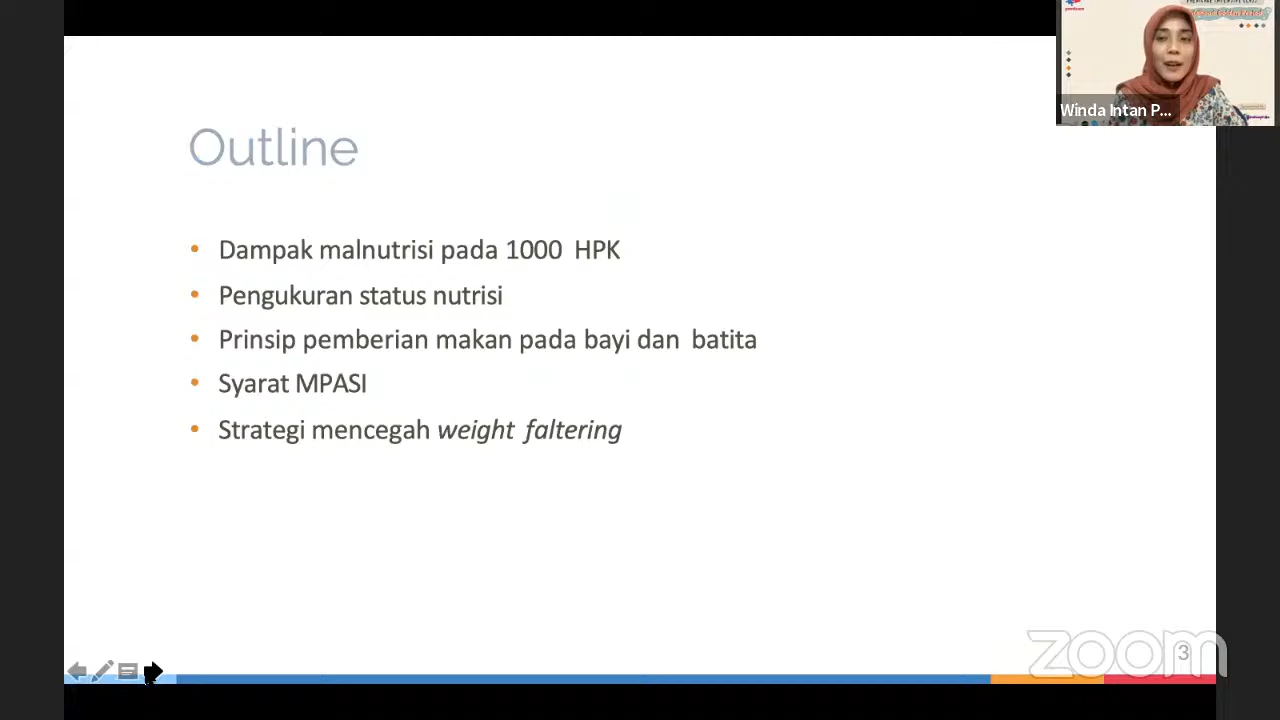 Outline
• Dampak malnutrisi pada 1000 HPK
• Pengukuran status nutrisi
• Prinsip pemberian makan pada bayi dan batita
• Syarat MPASI
• Strategi mencegah weight faltering
Winda Intan P...
zoom
3